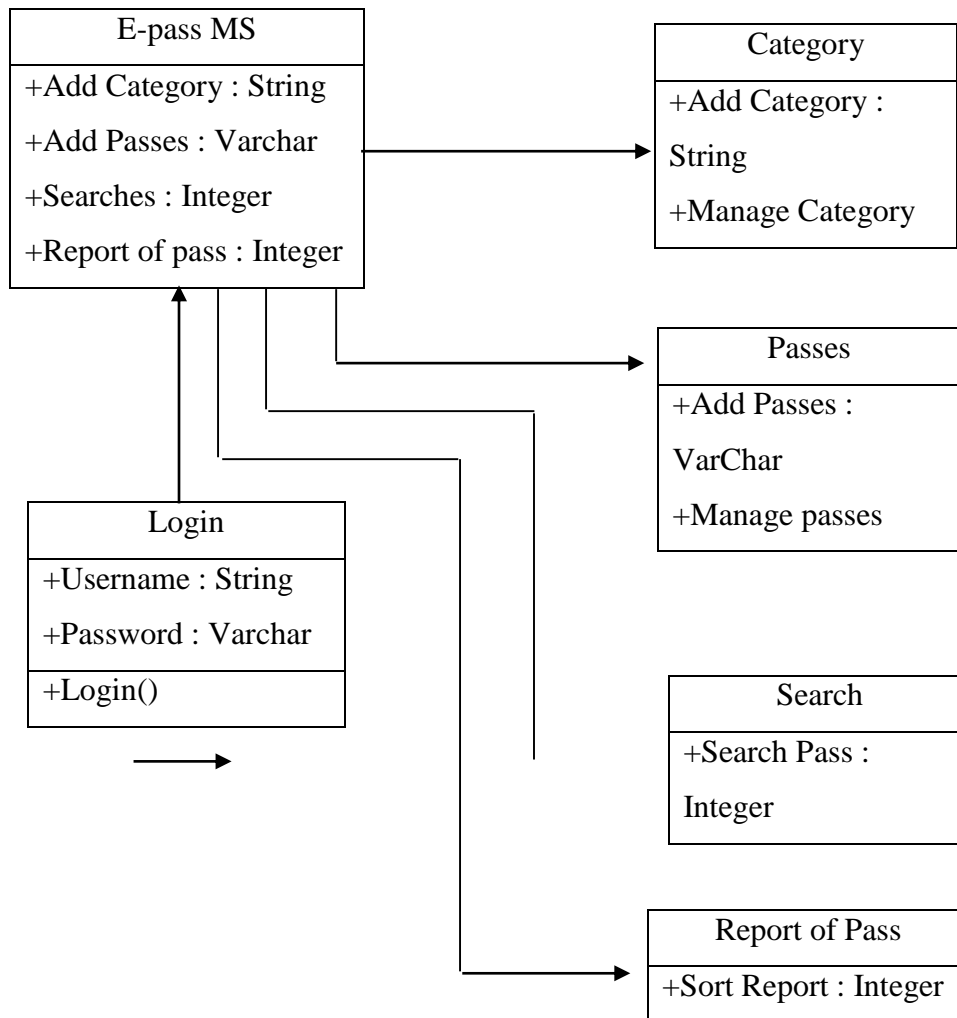 E-pass MS
+Add Category : String
+Add Passes : Varchar
+Searches : Integer
+Report of pass : Integer
Category
+Add Category :
String
+Manage Category
Passes
+Add Passes :
VarChar
+Manage passes
Login
+Username : String
+Password : Varchar
+Login()
Search
+Search Pass :
Integer
Report of Pass
+Sort Report : Integer